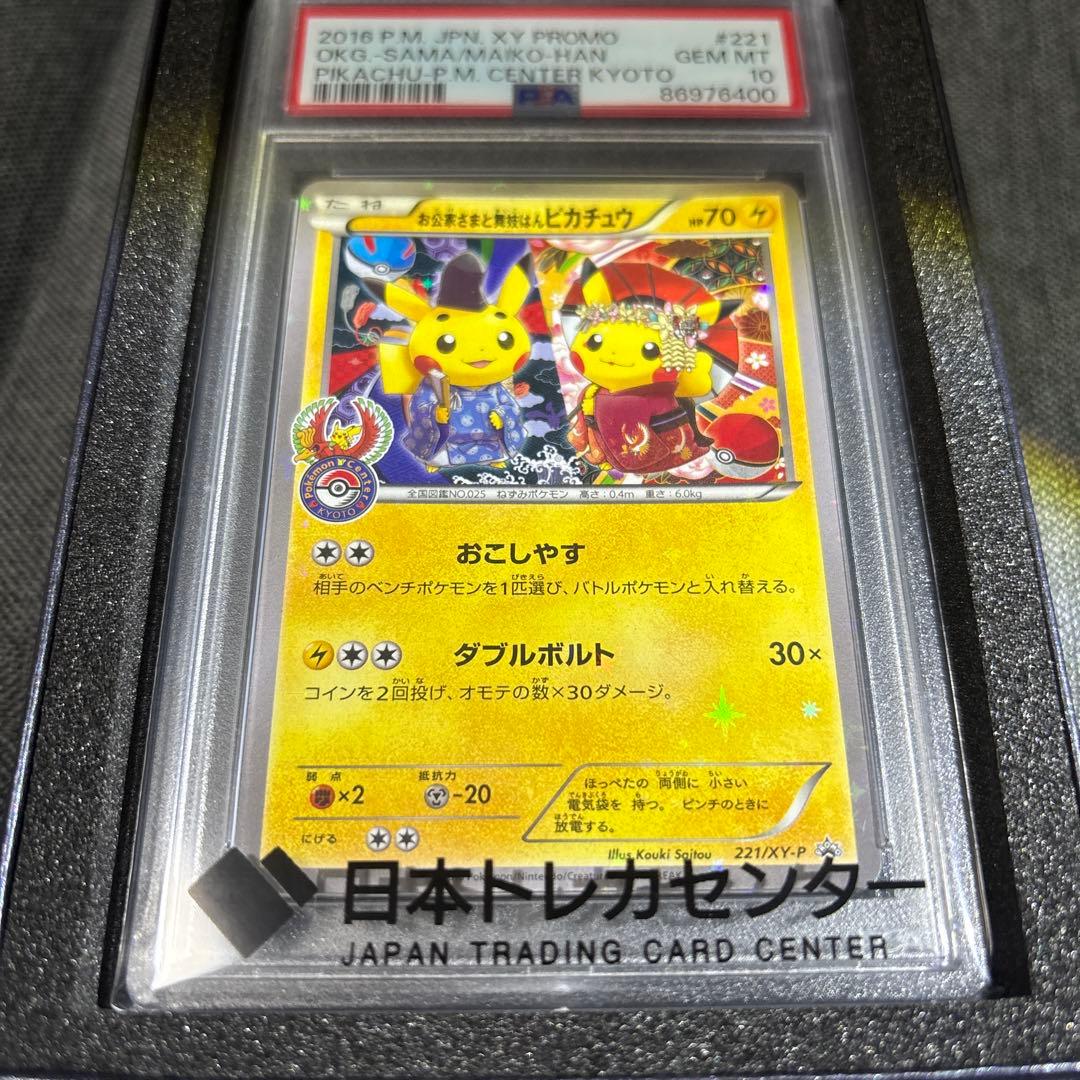 2016 P.M. JPN. XY PROMO #221
OKG.-SAMA/MAIKO-HAN GEM MT
PIKACHU-P.M. CENTER KYOTO 10
PSA 86976400
たね お公家さまと舞妓はんピカチュウ HP70
Pokémon Center
KYOTO
全国図鑑NO.025 ねずみポケモン 高さ:0.4m 重さ:6.0kg
おこしやす
相手のベンチポケモンを1匹選び、バトルポケモンと入れ替える。
ダブルボルト 30×
コインを2回投げ、オモテの数×30ダメージ。
弱点 抵抗力
×2 -20
にげる
ほっぺたの 両側に 小さい
電気袋を 持つ。 ピンチのときに
放電する。
Illus. Kouki Saitou 221/XY-P
Pokémon/Nintendo/Creatur
日本トレカセンター
JAPAN TRADING CARD CENTER